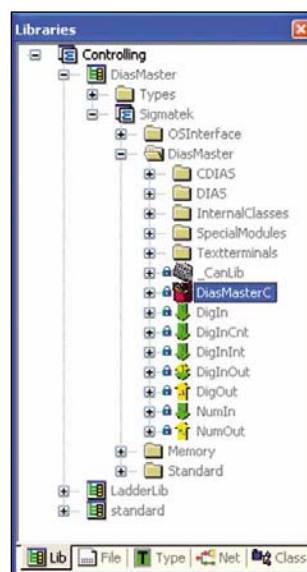 Libraries
Controlling
DiasMaster
Types
Sigmatek
OSInterface
DiasMaster
CDIAS
DIAS
InternalClasses
SpecialModules
Textterminals
_CanLib
DiasMasterC
DigIn
DigInCnt
DigInInt
DigInOut
DigOut
NumIn
NumOut
Memory
Standard
LadderLib
standard
Lib File T Type Net Class